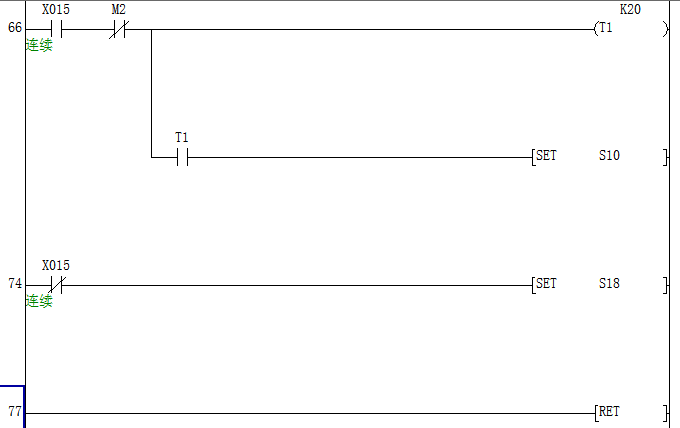 X015 M2 K20
66 (T1 )
连续
T1
[SET S10 ]
X015
74 [SET S18 ]
连续
77 [RET ]